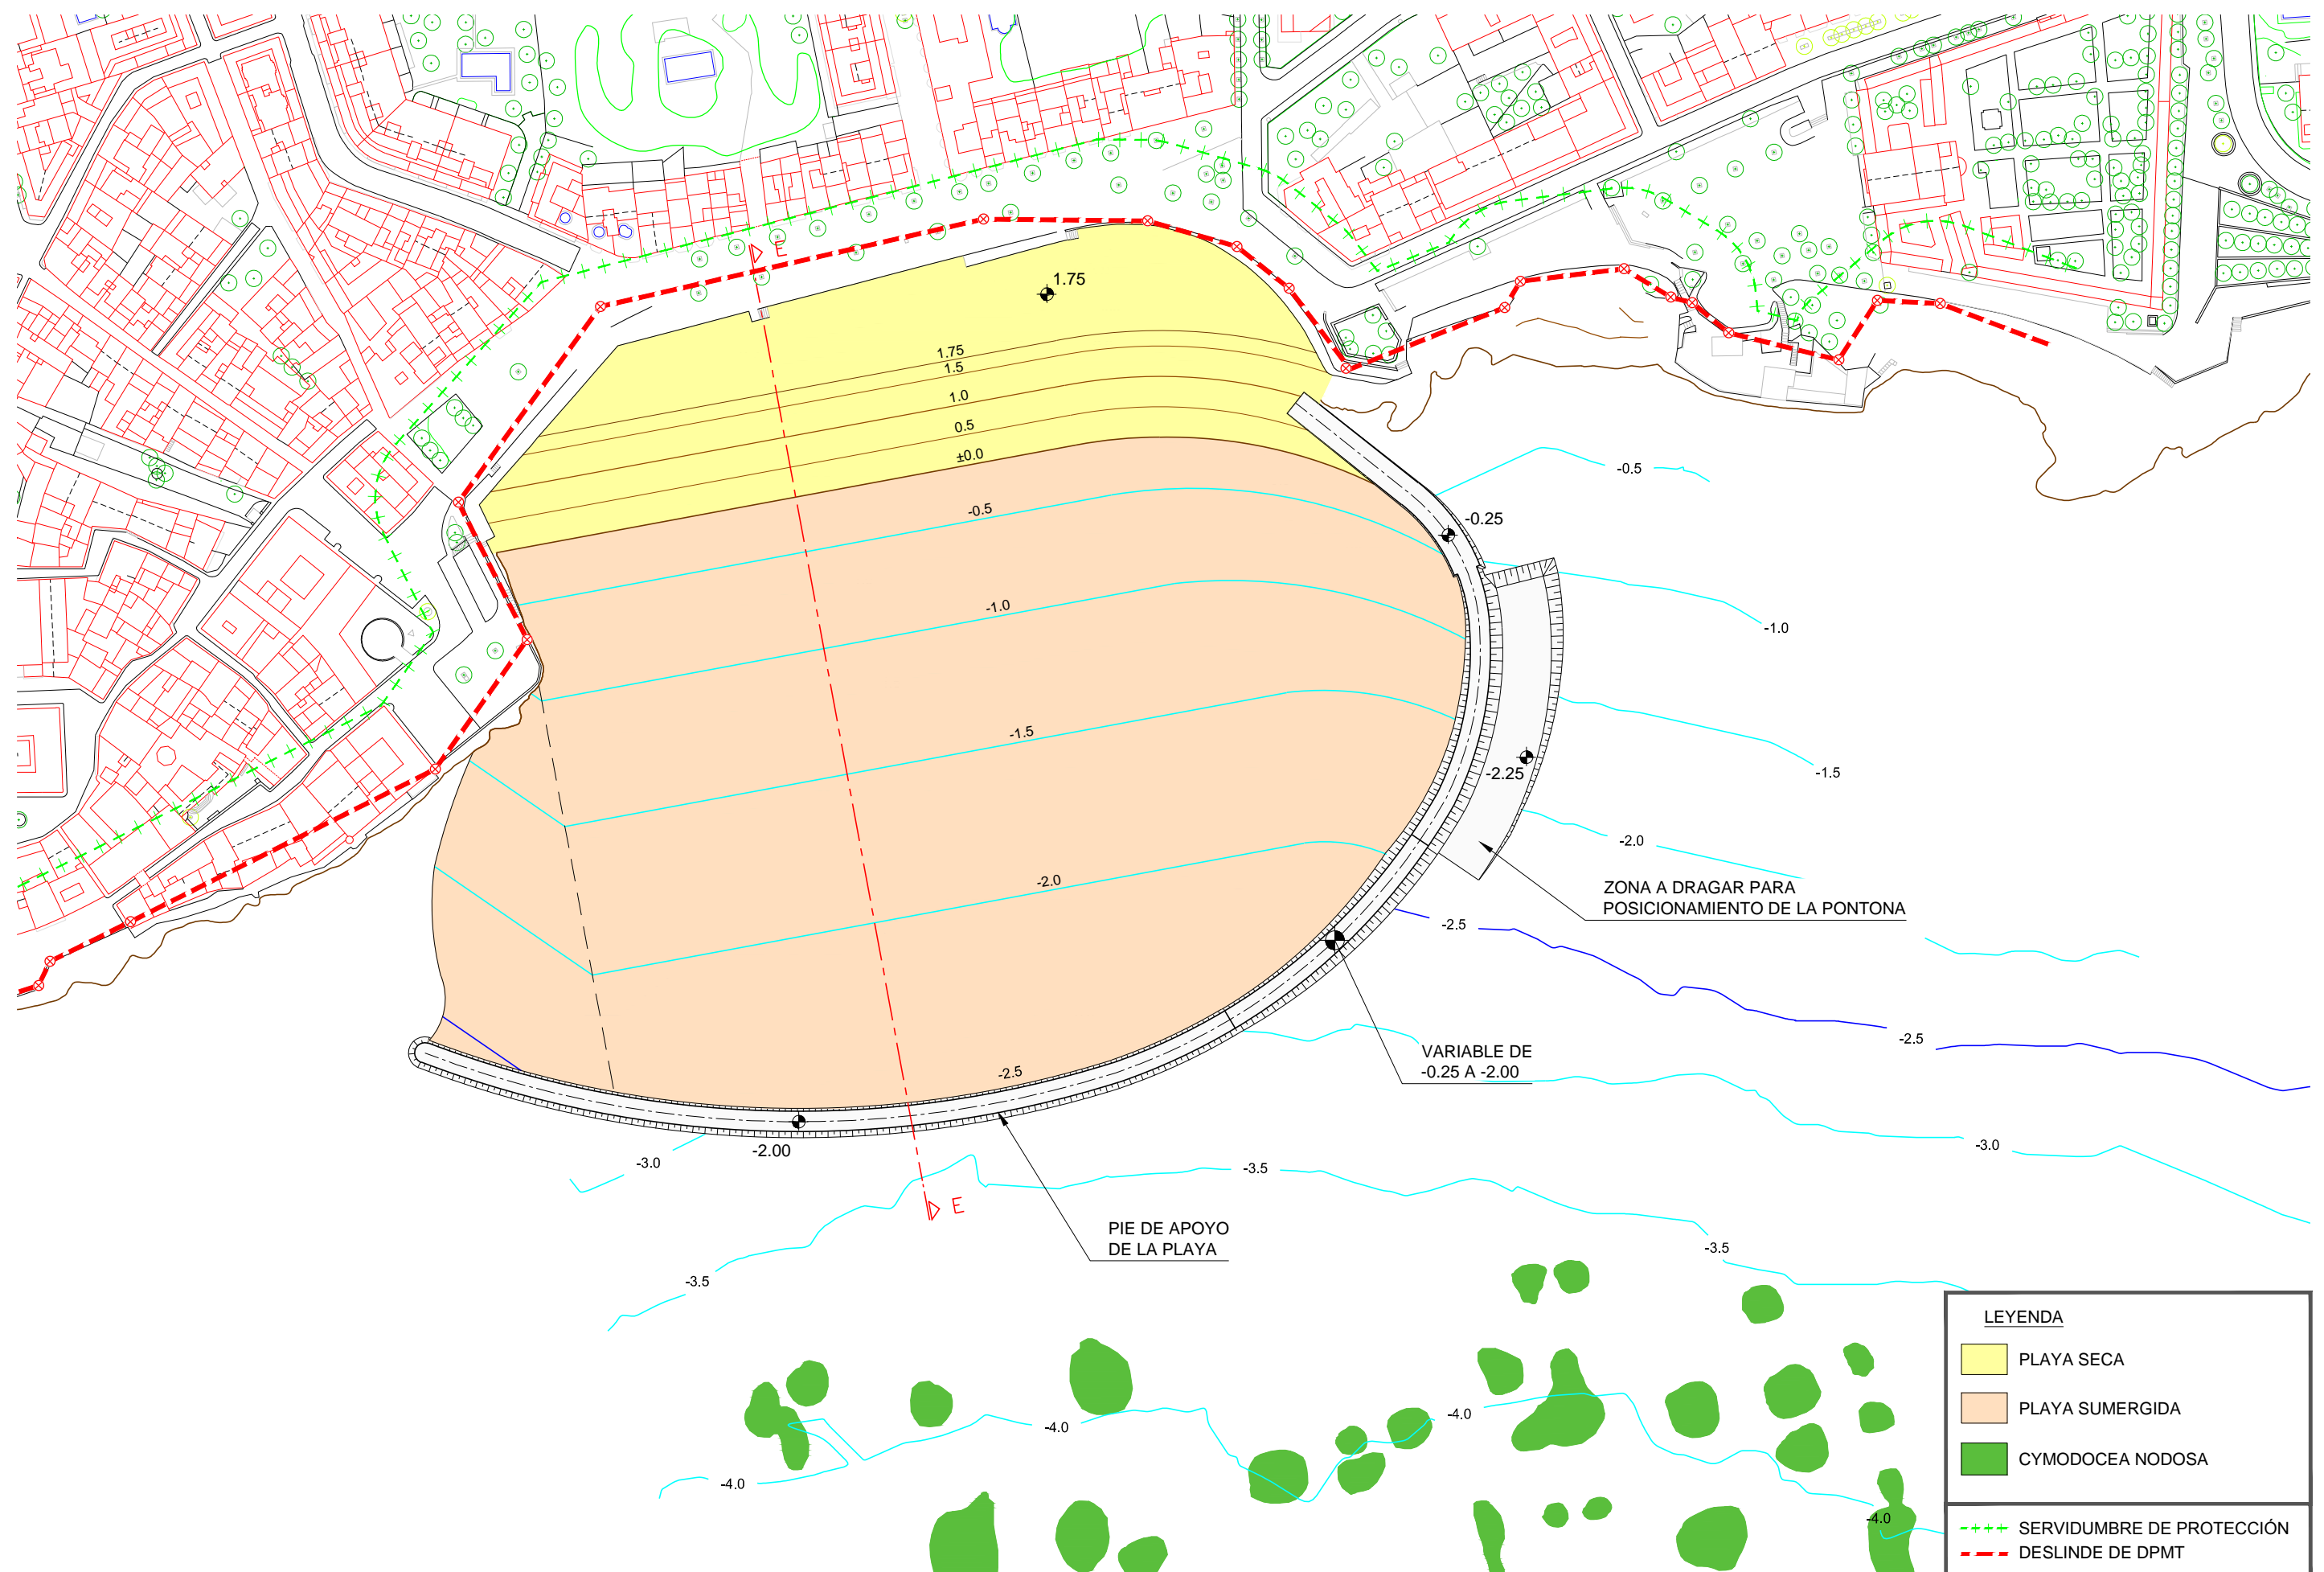 E
1.75
1.75
1.5
1.0
0.5
±0.0
-0.5
-0.5
-0.25
-1.0
-1.0
-1.5
-2.25
-1.5
-2.0
-2.0
ZONA A DRAGAR PARA
POSICIONAMIENTO DE LA PONTONA
-2.5
-2.5
VARIABLE DE
-0.25 A -2.00
-2.5
-2.00
-3.0
-3.0
-3.5
E
PIE DE APOYO
DE LA PLAYA
-3.5
-3.5
-4.0
-4.0
-4.0
-4.0
LEYENDA
PLAYA SECA
PLAYA SUMERGIDA
CYMODOCEA NODOSA
SERVIDUMBRE DE PROTECCIÓN
DESLINDE DE DPMT